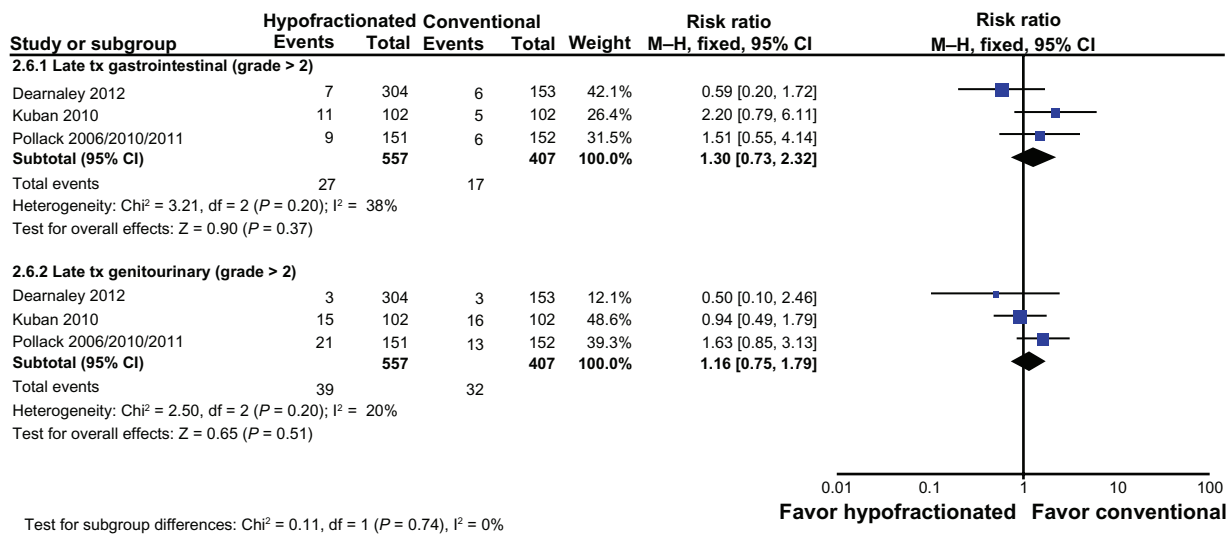 Hypofractionated Conventional Risk ratio Risk ratio
Study or subgroup Events Total Events Total Weight M–H, fixed, 95% CI M–H, fixed, 95% CI
2.6.1 Late tx gastrointestinal (grade > 2)
Dearnaley 2012 7 304 6 153 42.1% 0.59 [0.20, 1.72]
Kuban 2010 11 102 5 102 26.4% 2.20 [0.79, 6.11]
Pollack 2006/2010/2011 9 151 6 152 31.5% 1.51 [0.55, 4.14]
Subtotal (95% CI) 557 407 100.0% 1.30 [0.73, 2.32]
Total events 27 17
Heterogeneity: Chi² = 3.21, df = 2 (P = 0.20); I² = 38%
Test for overall effects: Z = 0.90 (P = 0.37)
2.6.2 Late tx genitourinary (grade > 2)
Dearnaley 2012 3 304 3 153 12.1% 0.50 [0.10, 2.46]
Kuban 2010 15 102 16 102 48.6% 0.94 [0.49, 1.79]
Pollack 2006/2010/2011 21 151 13 152 39.3% 1.63 [0.85, 3.13]
Subtotal (95% CI) 557 407 100.0% 1.16 [0.75, 1.79]
Total events 39 32
Heterogeneity: Chi² = 2.50, df = 2 (P = 0.20); I² = 20%
Test for overall effects: Z = 0.65 (P = 0.51)
0.01 0.1 1 10 100
Favor hypofractionated Favor conventional
Test for subgroup differences: Chi² = 0.11, df = 1 (P = 0.74), I² = 0%